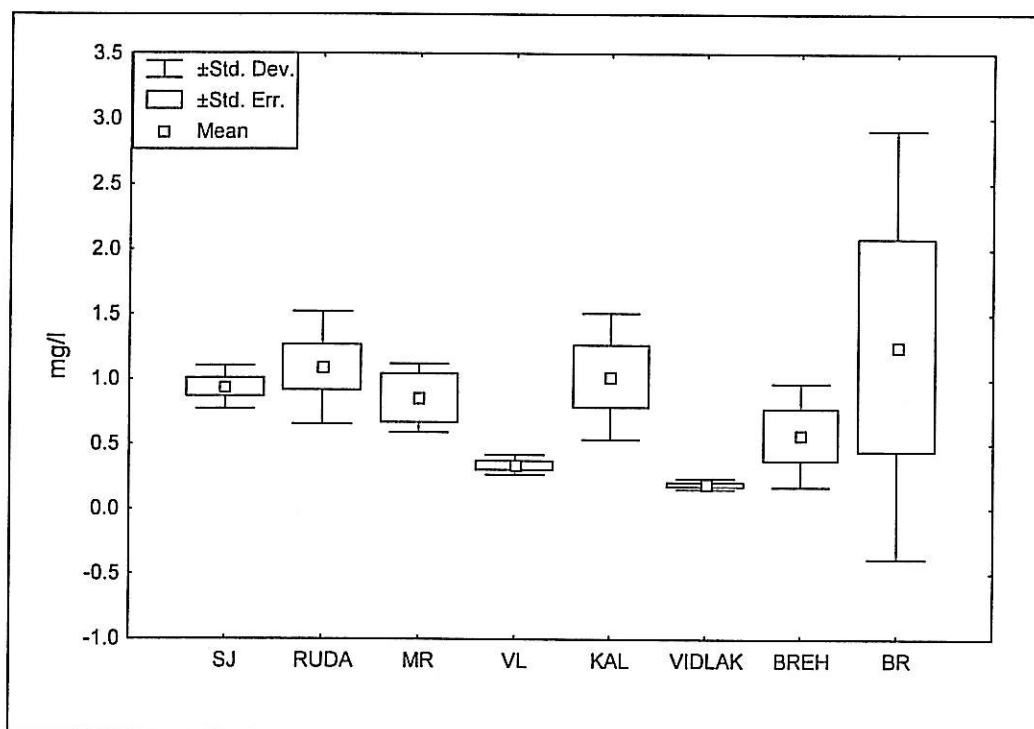 3.5
±Std. Dev.
±Std. Err.
Mean
3.0
2.5
2.0
1.5
1.0
0.5
0.0
-0.5
-1.0
mg/l
SJ RUDA MR VL KAL VIDLAK BREH BR